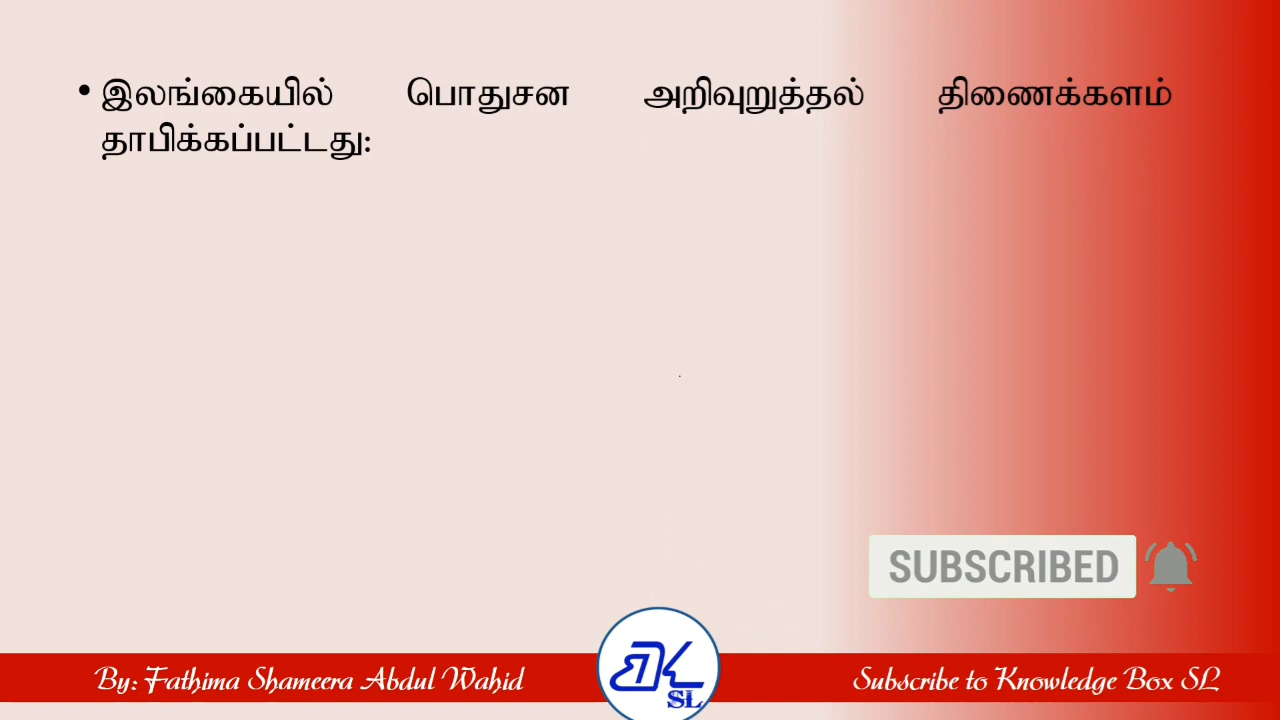 • இலங்கையில் பொதுசன அறிவுறுத்தல் திணைக்களம்
தாபிக்கப்பட்டது:
SUBSCRIBED
By: Fathima Shameera Abdul Wahid
SL
Subscribe to Knowledge Box SL